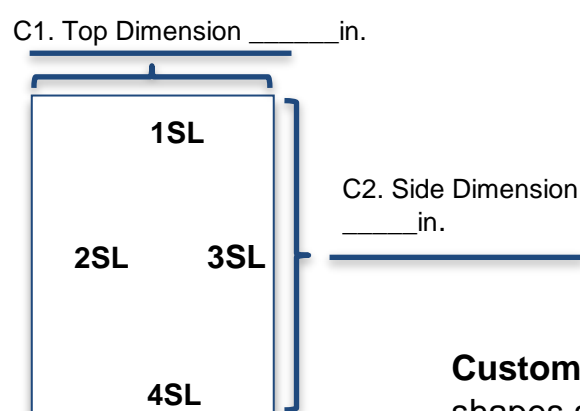 C1. Top Dimension ______in.
1SL
C2. Side Dimension
_____in.
2SL 3SL
Custom
4SL